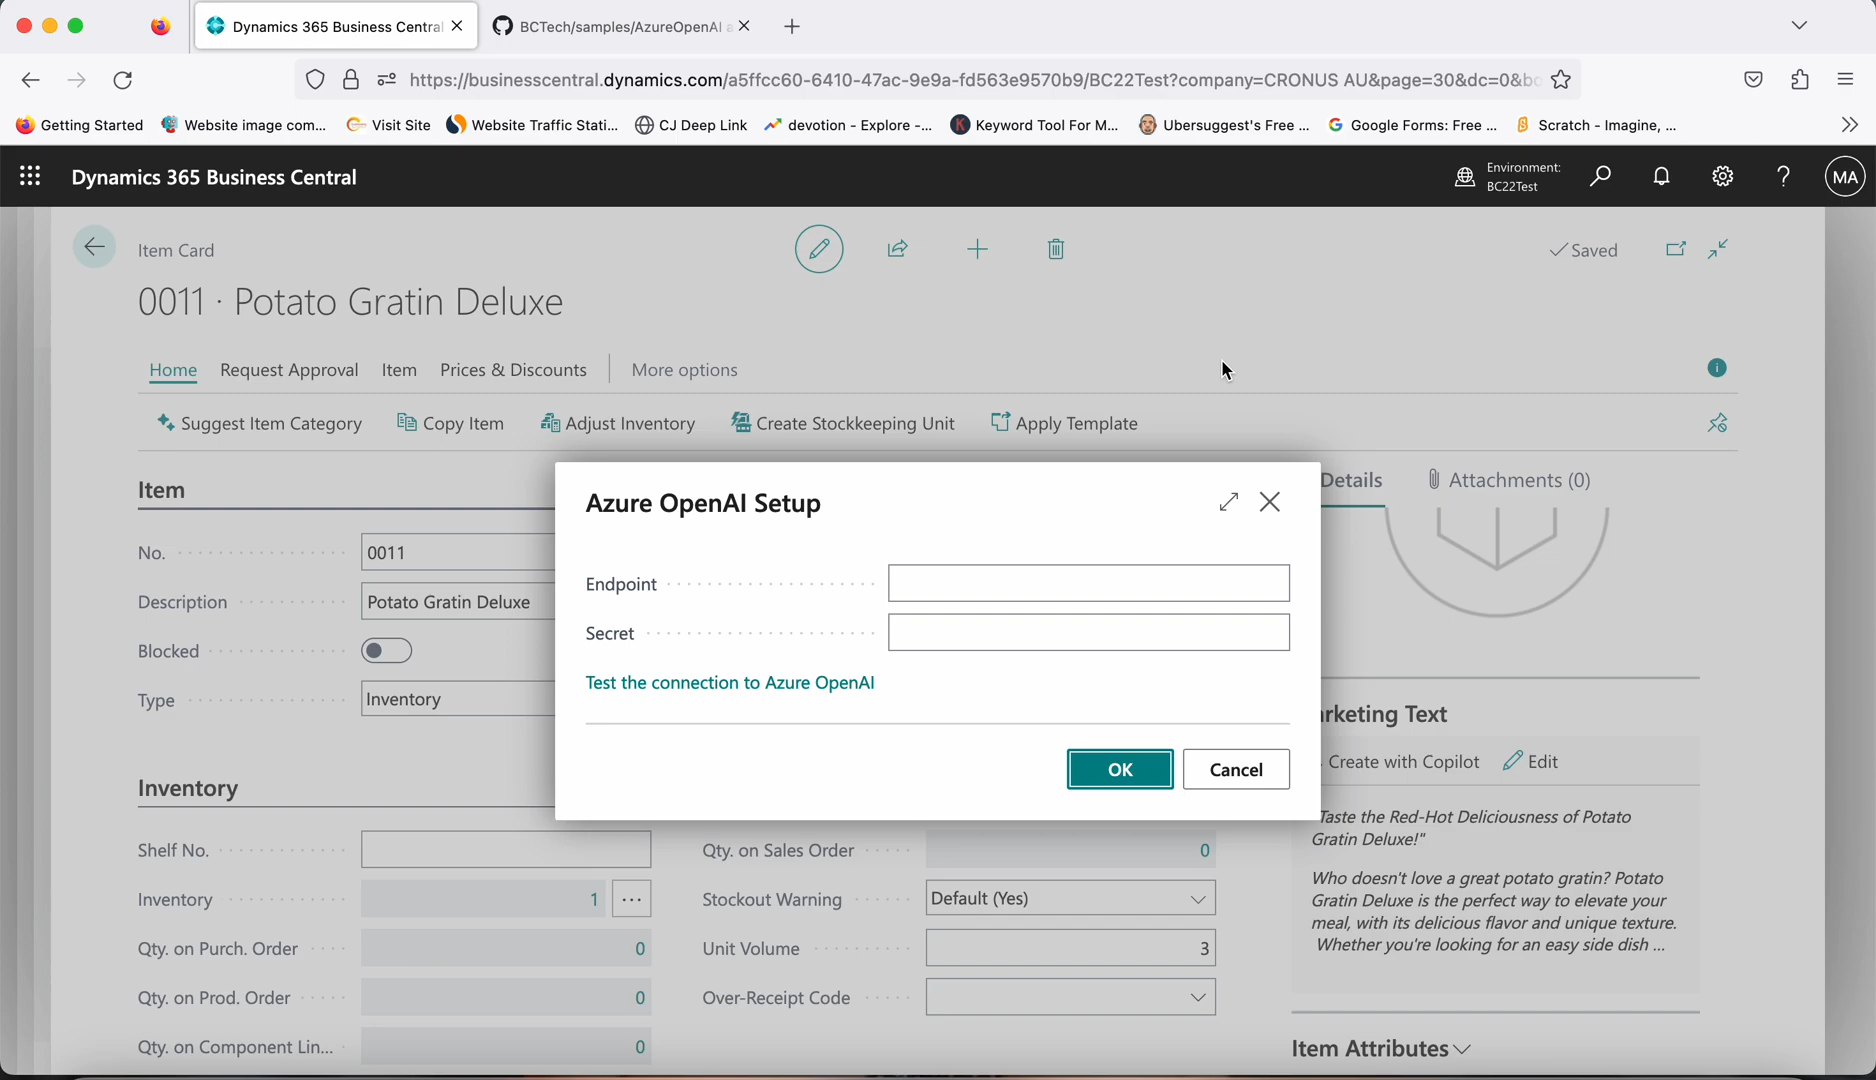 Dynamics 365 Business Central
BCTech/samples/AzureOpenAI a
https://businesscentral.dynamics.com/a5ffcc60-6410-47ac-9e9a-fd563e9570b9/BC22Test?company=CRONUS AU&page=30&dc=0&bo
Getting Started
Website image com...
Visit Site
Website Traffic Stati...
CJ Deep Link
devotion - Explore -...
Keyword Tool For M...
Ubersuggest's Free ...
Google Forms: Free ...
Scratch - Imagine, ...
Dynamics 365 Business Central
Environment:
BC22Test
MA
Item Card
Saved
0011 · Potato Gratin Deluxe
Home
Request Approval
Item
Prices & Discounts
More options
Suggest Item Category
Copy Item
Adjust Inventory
Create Stockkeeping Unit
Apply Template
Item
No.
0011
Description
Potato Gratin Deluxe
Blocked
Type
Inventory
Azure OpenAI Setup
Endpoint
Secret
Test the connection to Azure OpenAI
OK
Cancel
Details
Attachments (0)
rketing Text
Create with Copilot
Edit
Taste the Red-Hot Deliciousness of Potato
Gratin Deluxe!"
Who doesn't love a great potato gratin? Potato
Gratin Deluxe is the perfect way to elevate your
meal, with its delicious flavor and unique texture.
Whether you're looking for an easy side dish ...
Item Attributes
Inventory
Shelf No.
Inventory
1
Qty. on Purch. Order
0
Qty. on Prod. Order
0
Qty. on Component Lin...
0
Qty. on Sales Order
0
Stockout Warning
Default (Yes)
Unit Volume
3
Over-Receipt Code